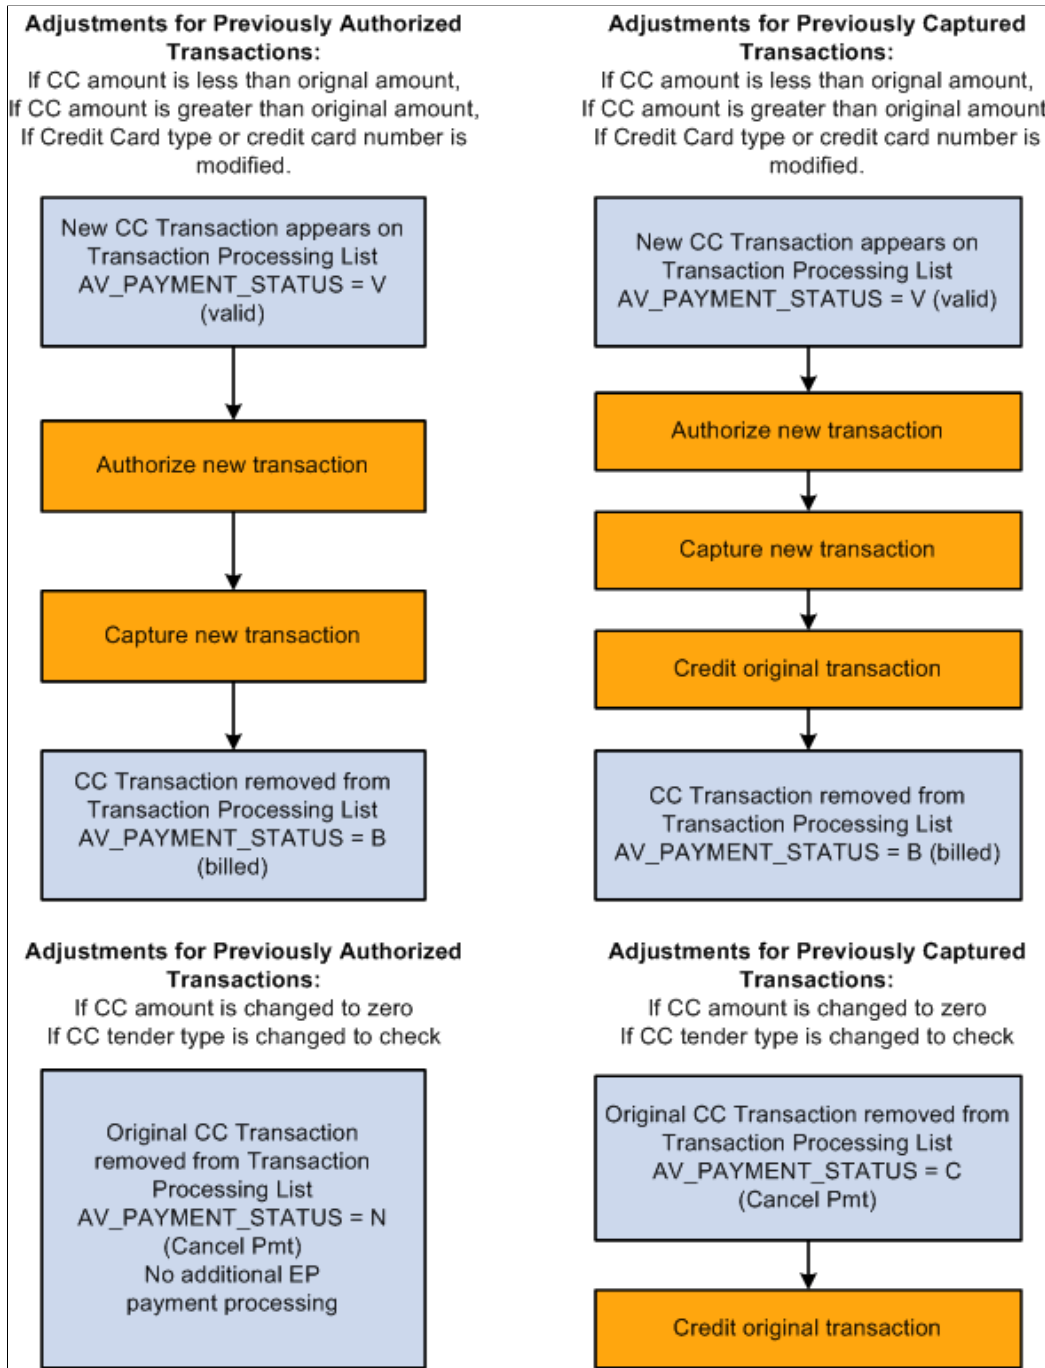 Adjustments for Previously Authorized
Transactions:
If CC amount is less than orignal amount,
If CC amount is greater than original amount,
If Credit Card type or credit card number is
modified.
New CC Transaction appears on
Transaction Processing List
AV_PAYMENT_STATUS = V
(valid)
Authorize new transaction
Capture new transaction
CC Transaction removed from
Transaction Processing List
AV_PAYMENT_STATUS = B
(billed)
Adjustments for Previously Captured
Transactions:
If CC amount is less than orignal amount,
If CC amount is greater than original amount
If Credit Card type or credit card number is
modified.
New CC Transaction appears on
Transaction Processing List
AV_PAYMENT_STATUS = V (valid)
Authorize new transaction
Capture new transaction
Credit original transaction
CC Transaction removed from
Transaction Processing List
AV_PAYMENT_STATUS = B (billed)
Adjustments for Previously Authorized
Transactions:
If CC amount is changed to zero
If CC tender type is changed to check
Original CC Transaction
removed from Transaction
Processing List
AV_PAYMENT_STATUS = N
(Cancel Pmt)
No additional EP
payment processing
Adjustments for Previously Captured
Transactions:
If CC amount is changed to zero
If CC tender type is changed to check
Original CC Transaction removed from
Transaction Processing List
AV_PAYMENT_STATUS = C
(Cancel Pmt)
Credit original transaction